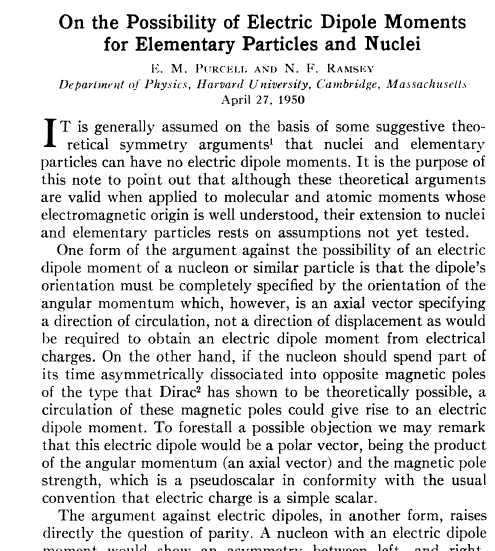 On the Possibility of Electric Dipole Moments
for Elementary Particles and Nuclei
E. M. PURCELL AND N. F. RAMSEY
Department of Physics, Harvard University, Cambridge, Massachusetts
April 27, 1950
IT is generally assumed on the basis of some suggestive theo-
retical symmetry arguments¹ that nuclei and elementary
particles can have no electric dipole moments. It is the purpose of
this note to point out that although these theoretical arguments
are valid when applied to molecular and atomic moments whose
electromagnetic origin is well understood, their extension to nuclei
and elementary particles rests on assumptions not yet tested.
One form of the argument against the possibility of an electric
dipole moment of a nucleon or similar particle is that the dipole's
orientation must be completely specified by the orientation of the
angular momentum which, however, is an axial vector specifying
a direction of circulation, not a direction of displacement as would
be required to obtain an electric dipole moment from electrical
charges. On the other hand, if the nucleon should spend part of
its time asymmetrically dissociated into opposite magnetic poles
of the type that Dirac² has shown to be theoretically possible, a
circulation of these magnetic poles could give rise to an electric
dipole moment. To forestall a possible objection we may remark
that this electric dipole would be a polar vector, being the product
of the angular momentum (an axial vector) and the magnetic pole
strength, which is a pseudoscalar in conformity with the usual
convention that electric charge is a simple scalar.
The argument against electric dipoles, in another form, raises
directly the question of parity. A nucleon with an electric dipole
moment would show an asymmetry between left- and right-